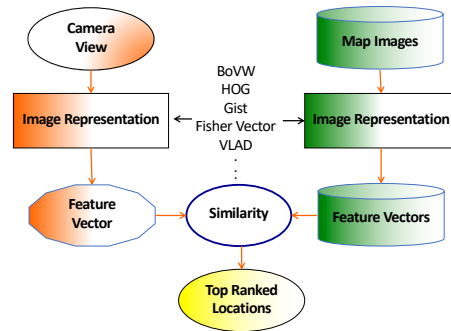 Camera
View
Map Images
BoVW
HOG
Gist
Fisher Vector
VLAD
.
.
.
Image Representation
Image Representation
Feature
Vector
Similarity
Feature Vectors
Top Ranked
Locations